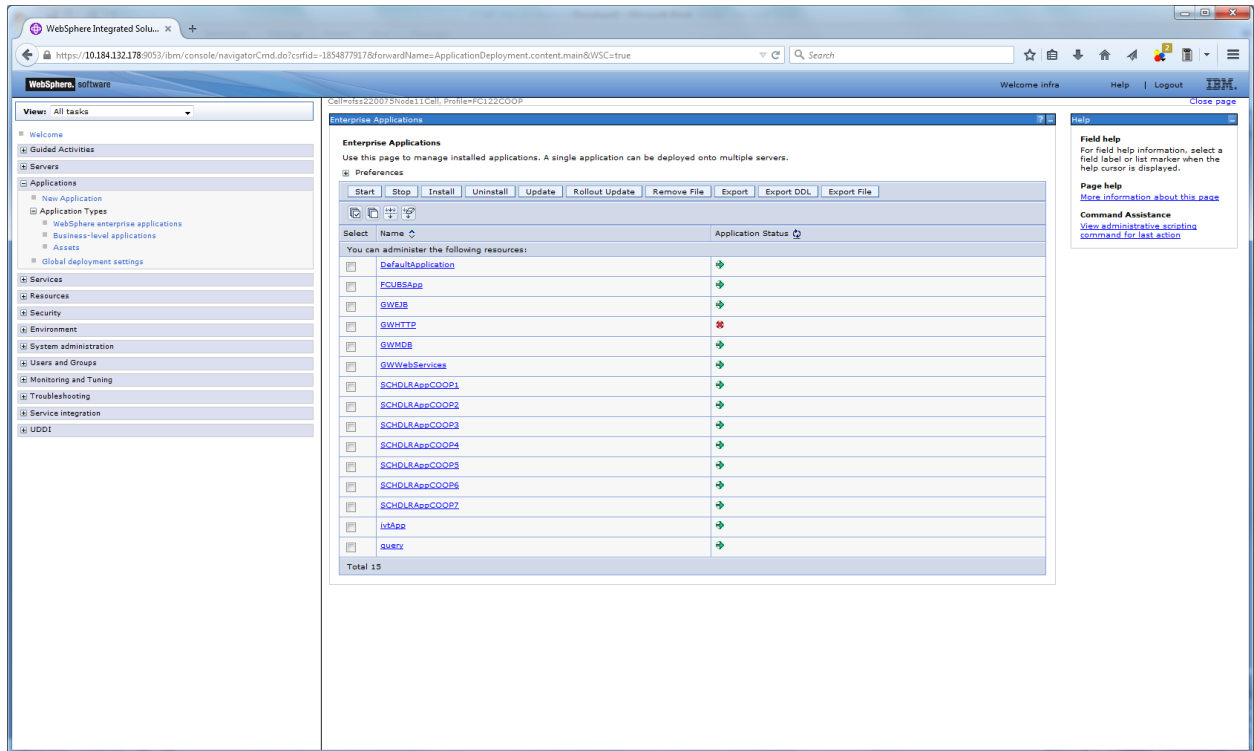 WebSphere Integrated Solu...
https://10.184.132.178:9053/ibm/console/navigatorCmd.do?csrfid=-1854877917&forwardName=ApplicationDeployment.content.main&WSC=true
Search
2
WebSphere. software
Welcome infra
Help | Logout
IBM.
View: All tasks
Welcome
Guided Activities
Servers
Applications
New Application
Application Types
WebSphere enterprise applications
Business-level applications
Assets
Global deployment settings
Services
Resources
Security
Environment
System administration
Users and Groups
Monitoring and Tuning
Troubleshooting
Service integration
UDDI
Cell=ofss220075Node11Cell, Profile=FC122COOP
Close page
Enterprise Applications
?
Enterprise Applications
Use this page to manage installed applications. A single application can be deployed onto multiple servers.
Preferences
Start Stop Install Uninstall Update Rollout Update Remove File Export Export DDL Export File
Select Name Application Status
You can administer the following resources:
DefaultApplication
FCUBSApp
GWEJB
GWHTTP
GWMDB
GWWebServices
SCHDLRAppCOOP1
SCHDLRAppCOOP2
SCHDLRAppCOOP3
SCHDLRAppCOOP4
SCHDLRAppCOOP5
SCHDLRAppCOOP6
SCHDLRAppCOOP7
ivtApp
query
Total 15
Help
Field help
For field help information, select a
field label or list marker when the
help cursor is displayed.
Page help
More information about this page
Command Assistance
View administrative scripting
command for last action